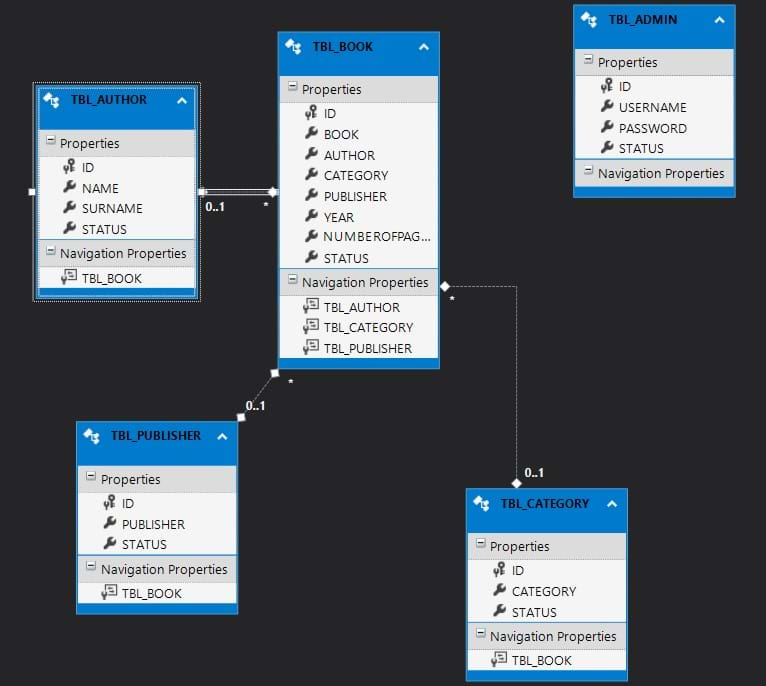 TBL_ADMIN
Properties
ID
USERNAME
PASSWORD
STATUS
Navigation Properties
TBL_BOOK
Properties
ID
BOOK
AUTHOR
CATEGORY
PUBLISHER
YEAR
NUMBEROFPAG...
STATUS
Navigation Properties
TBL_AUTHOR
TBL_CATEGORY
TBL_PUBLISHER
TBL_AUTHOR
Properties
ID
NAME
SURNAME
STATUS
Navigation Properties
TBL_BOOK
0..1
*
*
0..1
*
0..1
TBL_PUBLISHER
Properties
ID
PUBLISHER
STATUS
Navigation Properties
TBL_BOOK
TBL_CATEGORY
Properties
ID
CATEGORY
STATUS
Navigation Properties
TBL_BOOK